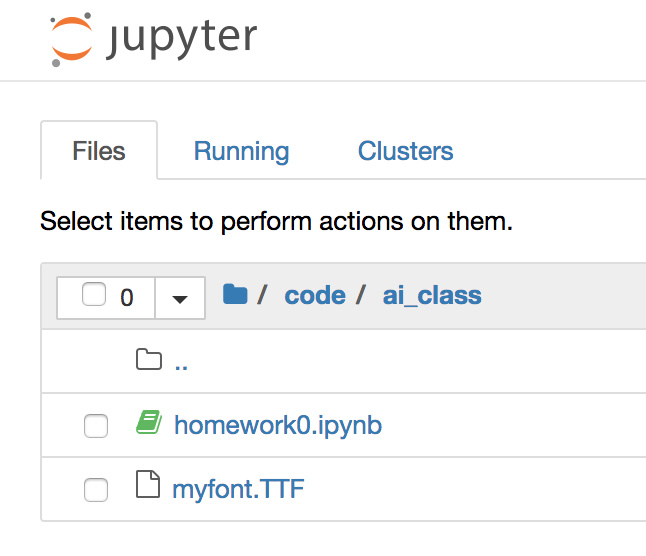 jupyter
Files Running Clusters
Select items to perform actions on them.
0 / code / ai_class
..
homework0.ipynb
myfont.TTF